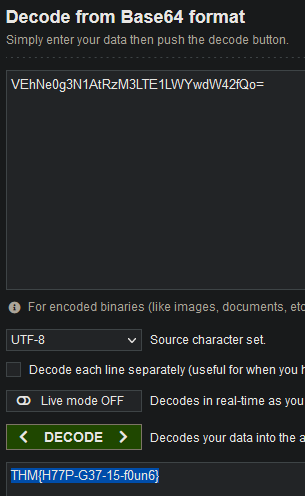 Decode from Base64 format
Simply enter your data then push the decode button.
VEhNe0g3N1AtRzM3LTE1LWYwdW42fQo=
For encoded binaries (like images, documents, etc
UTF-8 Source character set.
Decode each line separately (useful for when you h
Live mode OFF Decodes in real-time as you
DECODE Decodes your data into the a
THM{H77P-G37-15-f0un6}